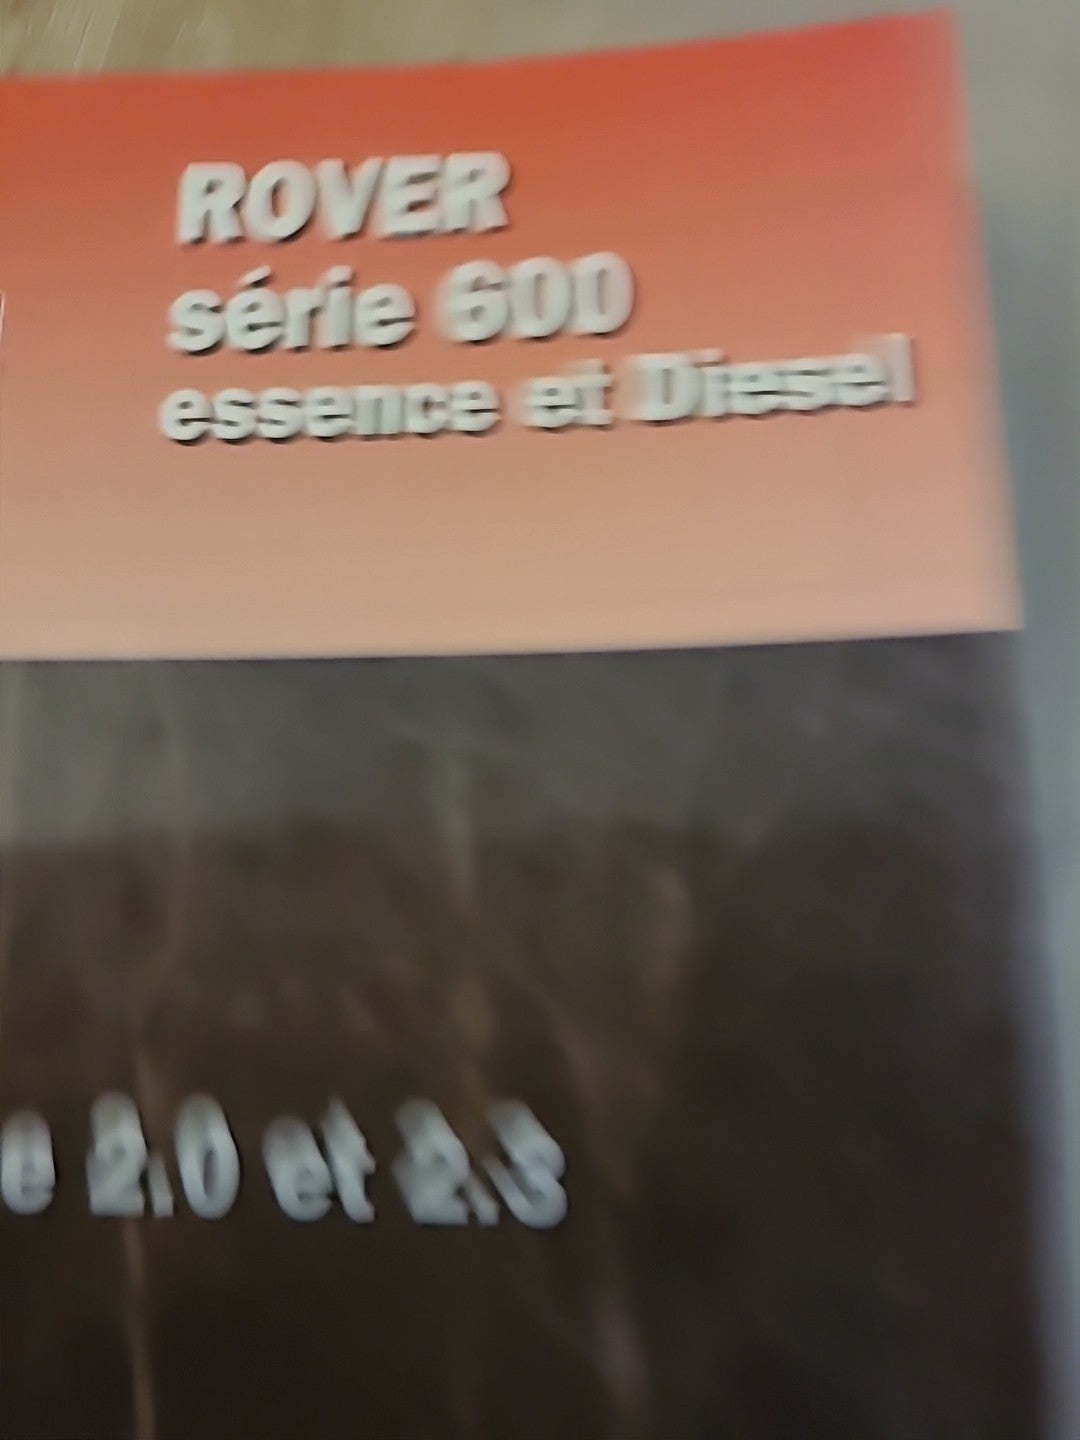 ROVER
série 600
essence et Diesel
e 2.0 et 2.3